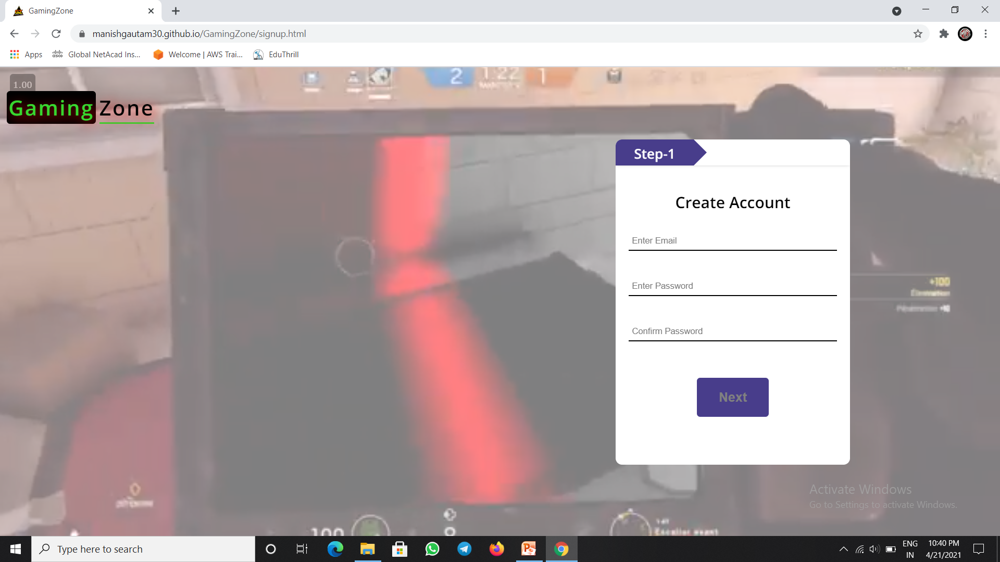 GamingZone
manishgautam30.github.io/GamingZone/signup.html
Apps
cisco
Global NetAcad Ins...
Welcome | AWS Trai...
EduThrill
2
1:22
1
1.00
Gaming Zone
Step-1
Create Account
Enter Email
Enter Password
Confirm Password
Next
+100
Activate Windows
Go to Settings to activate Windows.
100
Type here to search
ENG
IN
10:40 PM
4/21/2021